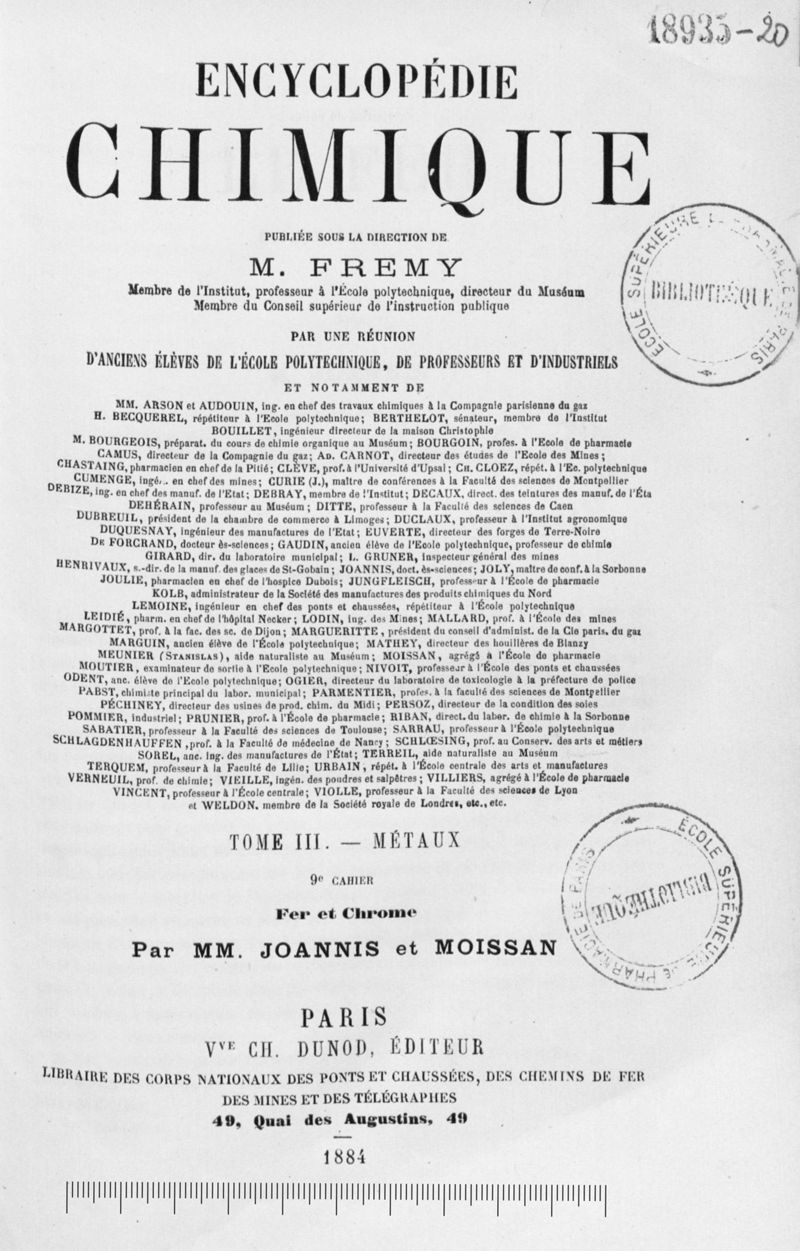 18935-20
ENCYCLOPÉDIE
CHIMIQUE
PUBLIÉE SOUS LA DIRECTION DE
M. FREMY
Membre de l'Institut, professeur à l'École polytechnique, directeur du Muséum
Membre du Conseil supérieur de l'instruction publique
PAR UNE RÉUNION
D'ANCIENS ÉLÈVES DE L'ÉCOLE POLYTECHNIQUE, DE PROFESSEURS ET D'INDUSTRIELS
ET NOTAMMENT DE
MM. ARSON et AUDOUIN, ing. en chef des travaux chimiques à la Compagnie parisienne du gaz
H. BECQUEREL, répétiteur à l'Ecole polytechnique; BERTHELOT, sénateur, membre de l'Institut
BOUILLET, ingénieur directeur de la maison Christophle
M. BOURGEOIS, préparat. du cours de chimie organique au Muséum; BOURGOIN, profes. à l'Ecole de pharmacie
CAMUS, directeur de la Compagnie du gaz; AD. CARNOT, directeur des études de l'Ecole des Mines;
CHASTAING, pharmacien en chef de la Pitié; CLÈVE, prof. à l'Université d'Upsal; CH. CLOEZ, répét. à l'Ec. polytechnique
CUMENGE, ingé. en chef des mines; CURIE (J.), maître de conférences à la Faculté des sciences de Montpellier
DEBIZE, ing. en chef des manuf. de l'Etat; DEBRAY, membre de l'Institut; DECAUX, direct. des teintures des manuf. de l'Éta
DEHÉRAIN, professeur au Muséum; DITTE, professeur à la Faculté des sciences de Caen
DUBREUIL, président de la chambre de commerce à Limoges; DUCLAUX, professeur à l'Institut agronomique
DUQUESNAY, ingénieur des manufactures de l'Etat; EUVERTE, directeur des forges de Terre-Noire
DE FORCRAND, docteur ès-sciences; GAUDIN, ancien élève de l'Ecole polytechnique, professeur de chimie
GIRARD, dir. du laboratoire municipal; L. GRUNER, inspecteur général des mines
HENRIVAUX, s.-dir. de la manuf. des glaces de St-Gobain; JOANNIS, doct. ès-sciences; JOLY, maître de conf. à la Sorbonne
JOULIE, pharmacien en chef de l'hospice Dubois; JUNGFLEISCH, professeur à l'École de pharmacie
KOLB, administrateur de la Société des manufactures des produits chimiques du Nord
LEMOINE, ingénieur en chef des ponts et chaussées, répétiteur à l'École polytechnique
LEIDIÉ, pharm. en chef de l'hôpital Necker; LODIN, ing. des Mines; MALLARD, prof. à l'École des mines
MARGOTTET, prof. à la fac. des sc. de Dijon; MARGUERITTE, président du conseil d'administ. de la Cie paris. du gaz
MARGUIN, ancien élève de l'École polytechnique; MATHEY, directeur des houillères de Blanzy
MEUNIER (STANISLAS), aide naturaliste au Muséum; MOISSAN, agrégé à l'École de pharmacie
MOUTIER, examinateur de sortie à l'Ecole polytechnique; NIVOIT, professeur à l'École des ponts et chaussées
ODENT, anc. élève de l'Ecole polytechnique; OGIER, directeur du laboratoire de toxicologie à la préfecture de police
PABST, chimiste principal du labor. municipal; PARMENTIER, profes. à la faculté des sciences de Montpellier
PÉCHINEY, directeur des usines de prod. chim. du Midi; PERSOZ, directeur de la condition des soies
POMMIER, industriel; PRUNIER, prof. à l'École de pharmacie; RIBAN, direct. du labor. de chimie à la Sorbonne
SABATIER, professeur à la Faculté des sciences de Toulouse; SARRAU, professeur à l'École polytechnique
SCHLAGDENHAUFFEN, prof. à la Faculté de médecine de Nancy; SCHLŒSING, prof. au Conserv. des arts et métiers
SOREL, anc. ing. des manufactures de l'État; TERREIL, aide naturaliste au Muséum
TERQUEM, professeur à la Faculté de Lille; URBAIN, répét. à l'École centrale des arts et manufactures
VERNEUIL, prof. de chimie; VIEILLE, ingén. des poudres et salpêtres; VILLIERS, agrégé à l'École de pharmacie
VINCENT, professeur à l'École centrale; VIOLLE, professeur à la Faculté des sciences de Lyon
et WELDON, membre de la Société royale de Londres, etc., etc.
BIBLIOTÈQUE
ECOLE SUPÉRIEURE PARIS
TOME III. — MÉTAUX
9e CAHIER
Fer et Chrome
Par MM. JOANNIS et MOISSAN
ÉCOLE SUPERIEURE DE PHARMACIE
PARIS
Vve CH. DUNOD, ÉDITEUR
LIBRAIRE DES CORPS NATIONAUX DES PONTS ET CHAUSSÉES, DES CHEMINS DE FER
DES MINES ET DES TÉLÉGRAPHES
49, Quai des Augustins, 49
1884